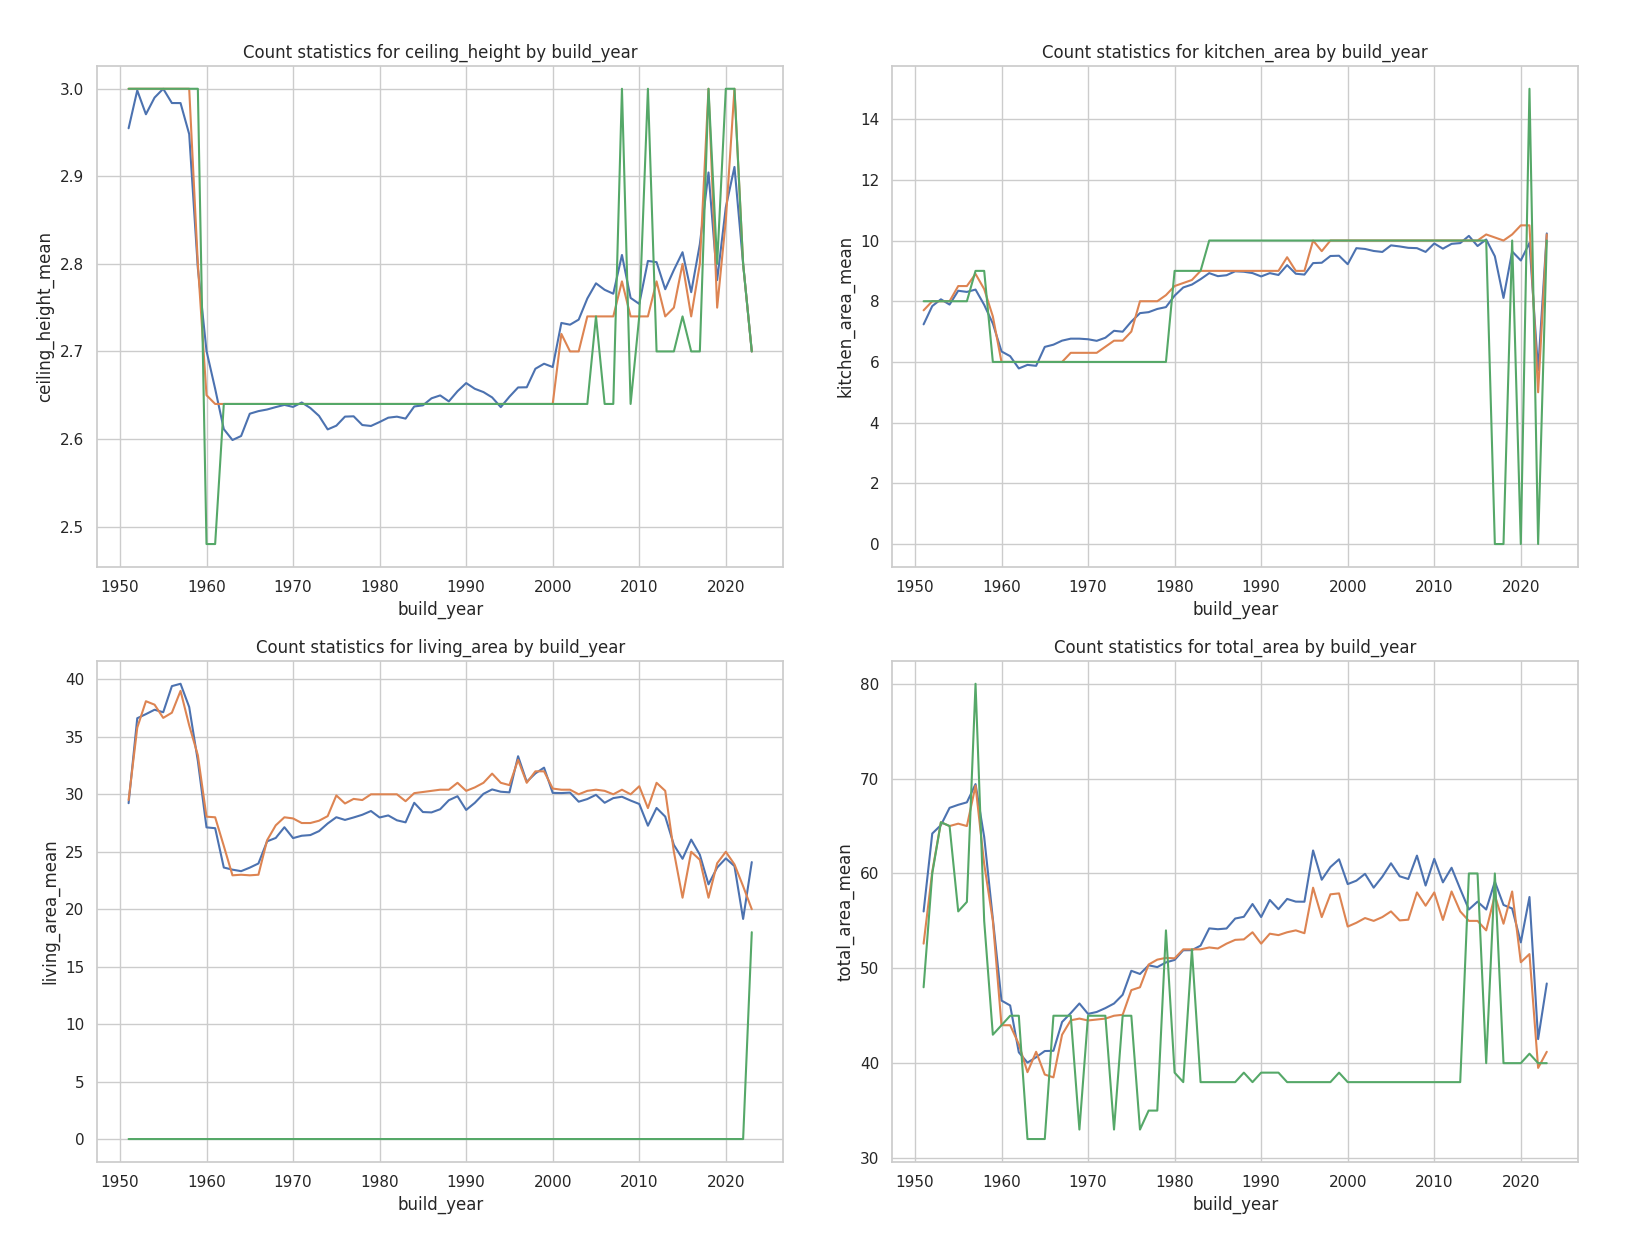 Count statistics for ceiling_height by build_year
ceiling_height_mean
3.0
2.9
2.8
2.7
2.6
2.5
1950 1960 1970 1980 1990 2000 2010 2020
build_year
Count statistics for kitchen_area by build_year
kitchen_area_mean
14
12
10
8
6
4
2
0
1950 1960 1970 1980 1990 2000 2010 2020
build_year
Count statistics for living_area by build_year
living_area_mean
40
35
30
25
20
15
10
5
0
1950 1960 1970 1980 1990 2000 2010 2020
build_year
Count statistics for total_area by build_year
total_area_mean
80
70
60
50
40
30
1950 1960 1970 1980 1990 2000 2010 2020
build_year